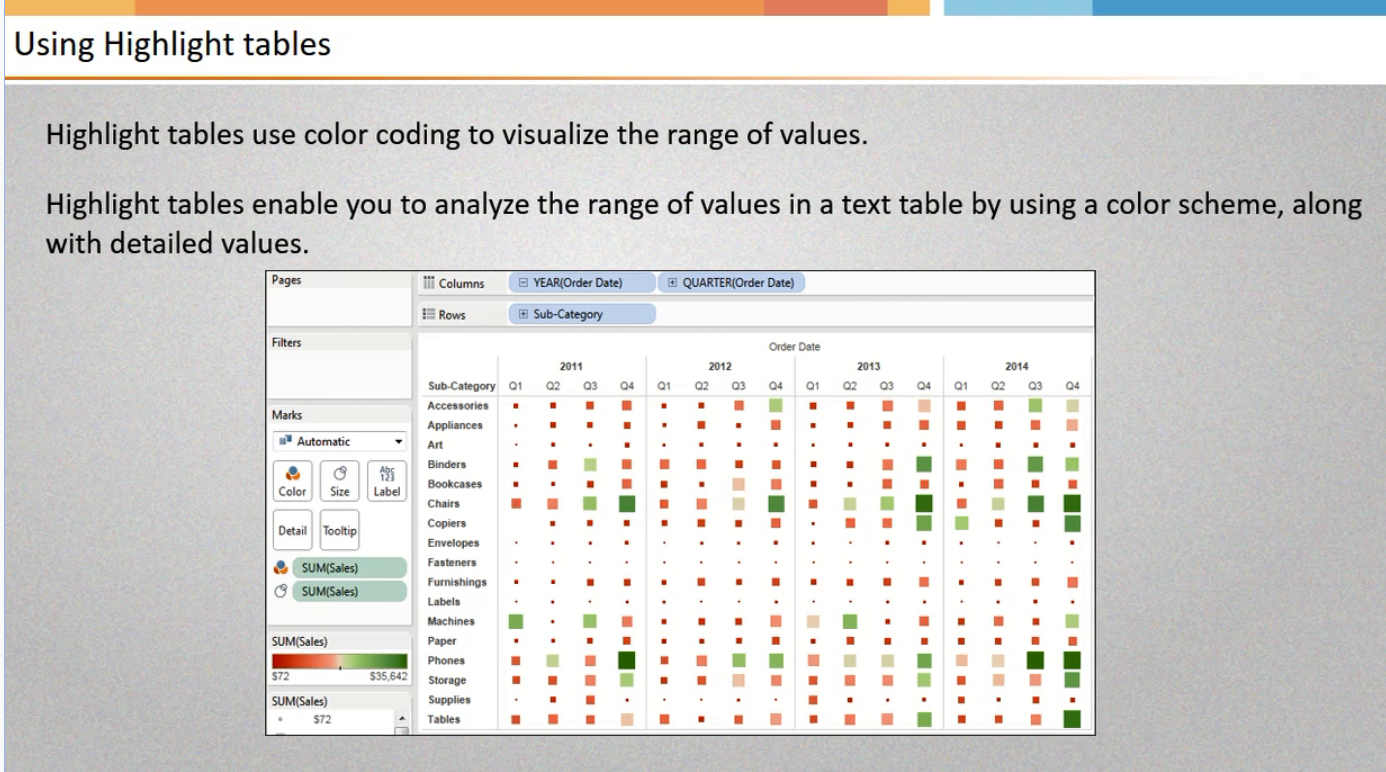 Using Highlight tables
Highlight tables use color coding to visualize the range of values.
Highlight tables enable you to analyze the range of values in a text table by using a color scheme, along
with detailed values.
Pages
Columns YEAR(Order Date) QUARTER(Order Date)
Rows Sub-Category
Filters
Marks
Automatic
Color Size Abc 123 Label
Detail Tooltip
SUM(Sales)
SUM(Sales)
SUM(Sales)
$72 $35,642
SUM(Sales)
$72
Order Date
2011 2012 2013 2014
Sub-Category Q1 Q2 Q3 Q4 Q1 Q2 Q3 Q4 Q1 Q2 Q3 Q4 Q1 Q2 Q3 Q4
Accessories
Appliances
Art
Binders
Bookcases
Chairs
Copiers
Envelopes
Fasteners
Furnishings
Labels
Machines
Paper
Phones
Storage
Supplies
Tables